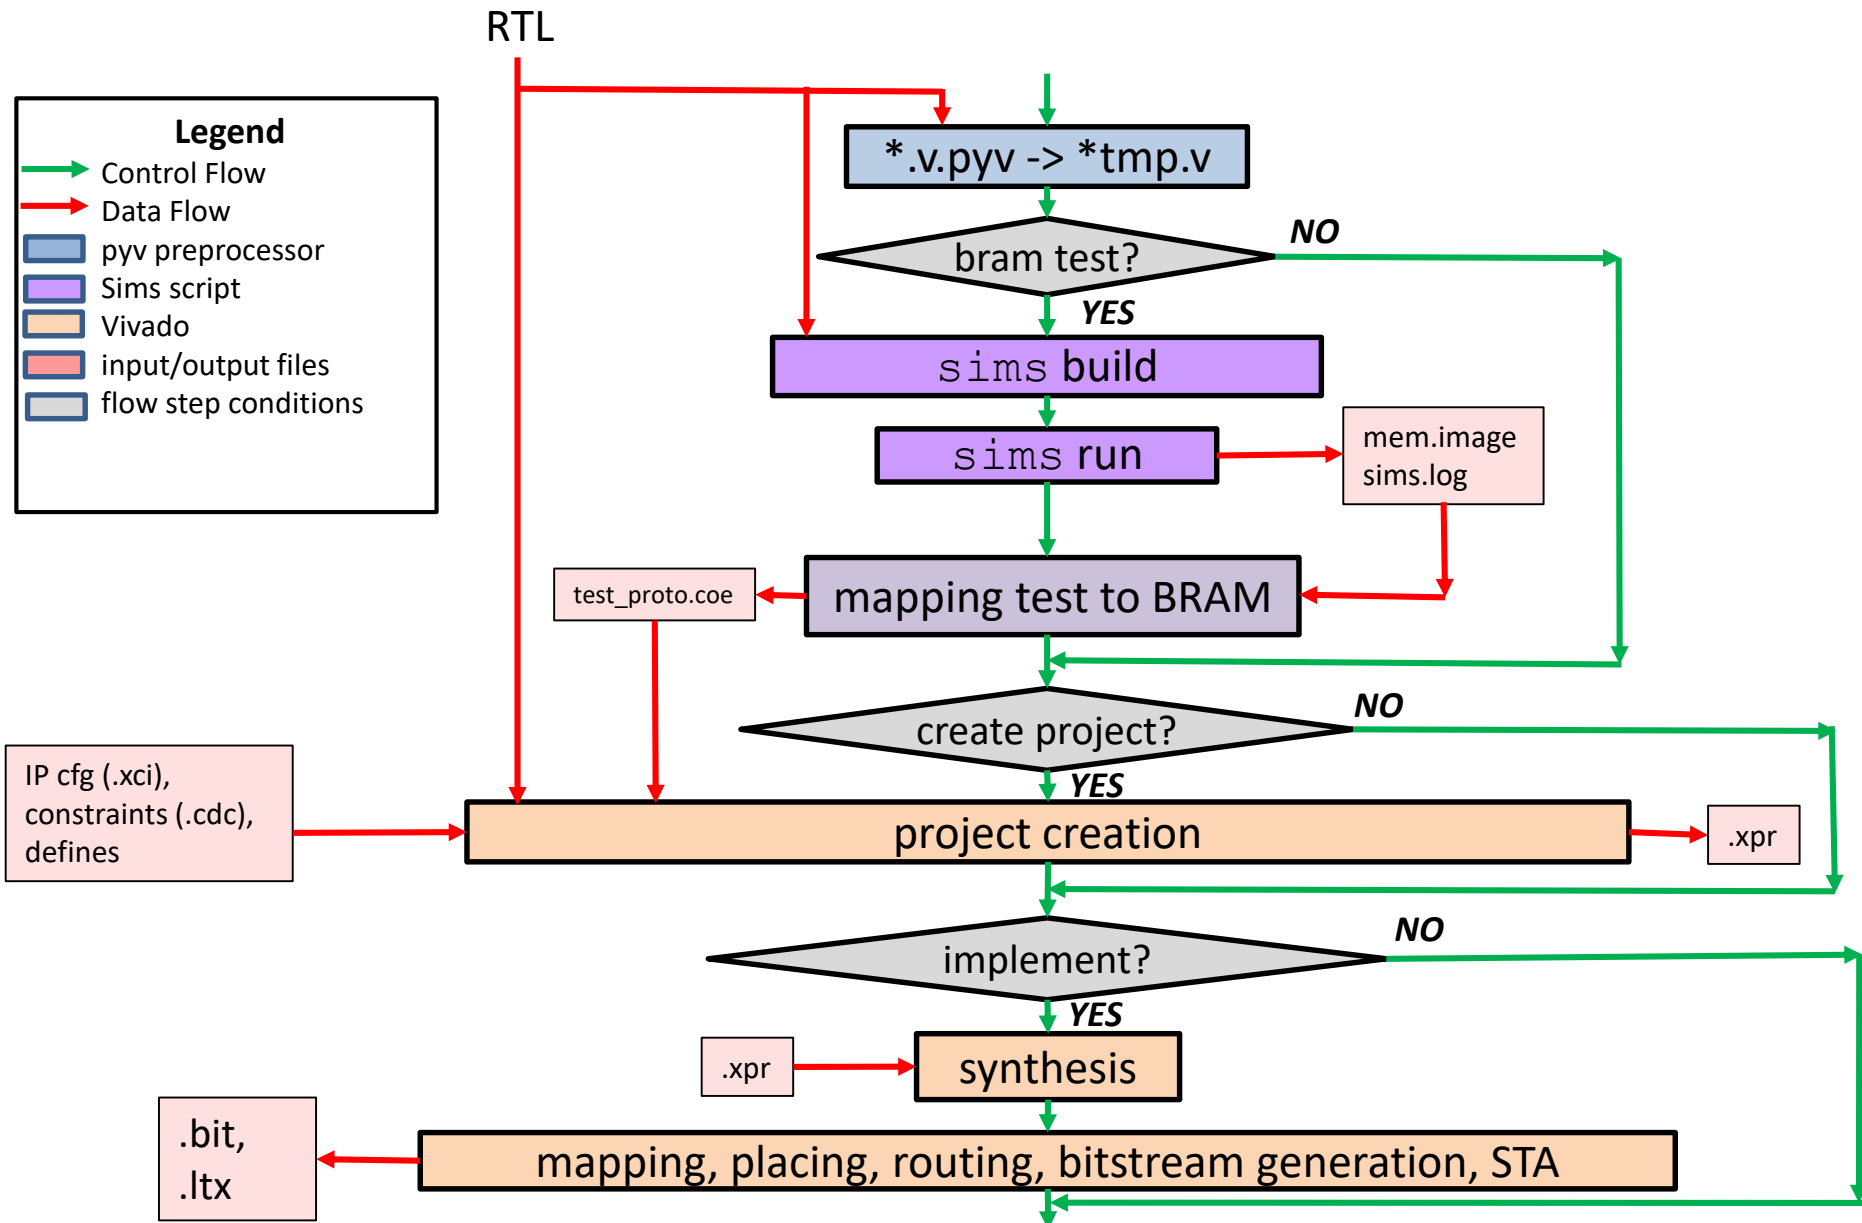 RTL
Legend
Control Flow
Data Flow
pyv preprocessor
Sims script
Vivado
input/output files
flow step conditions
*.v.pyv -> *tmp.v
bram test?
NO
YES
sims build
sims run
mem.image
sims.log
mapping test to BRAM
test_proto.coe
create project?
NO
YES
IP cfg (.xci),
constraints (.cdc),
defines
project creation
.xpr
implement?
NO
YES
.xpr
synthesis
.bit,
.ltx
mapping, placing, routing, bitstream generation, STA